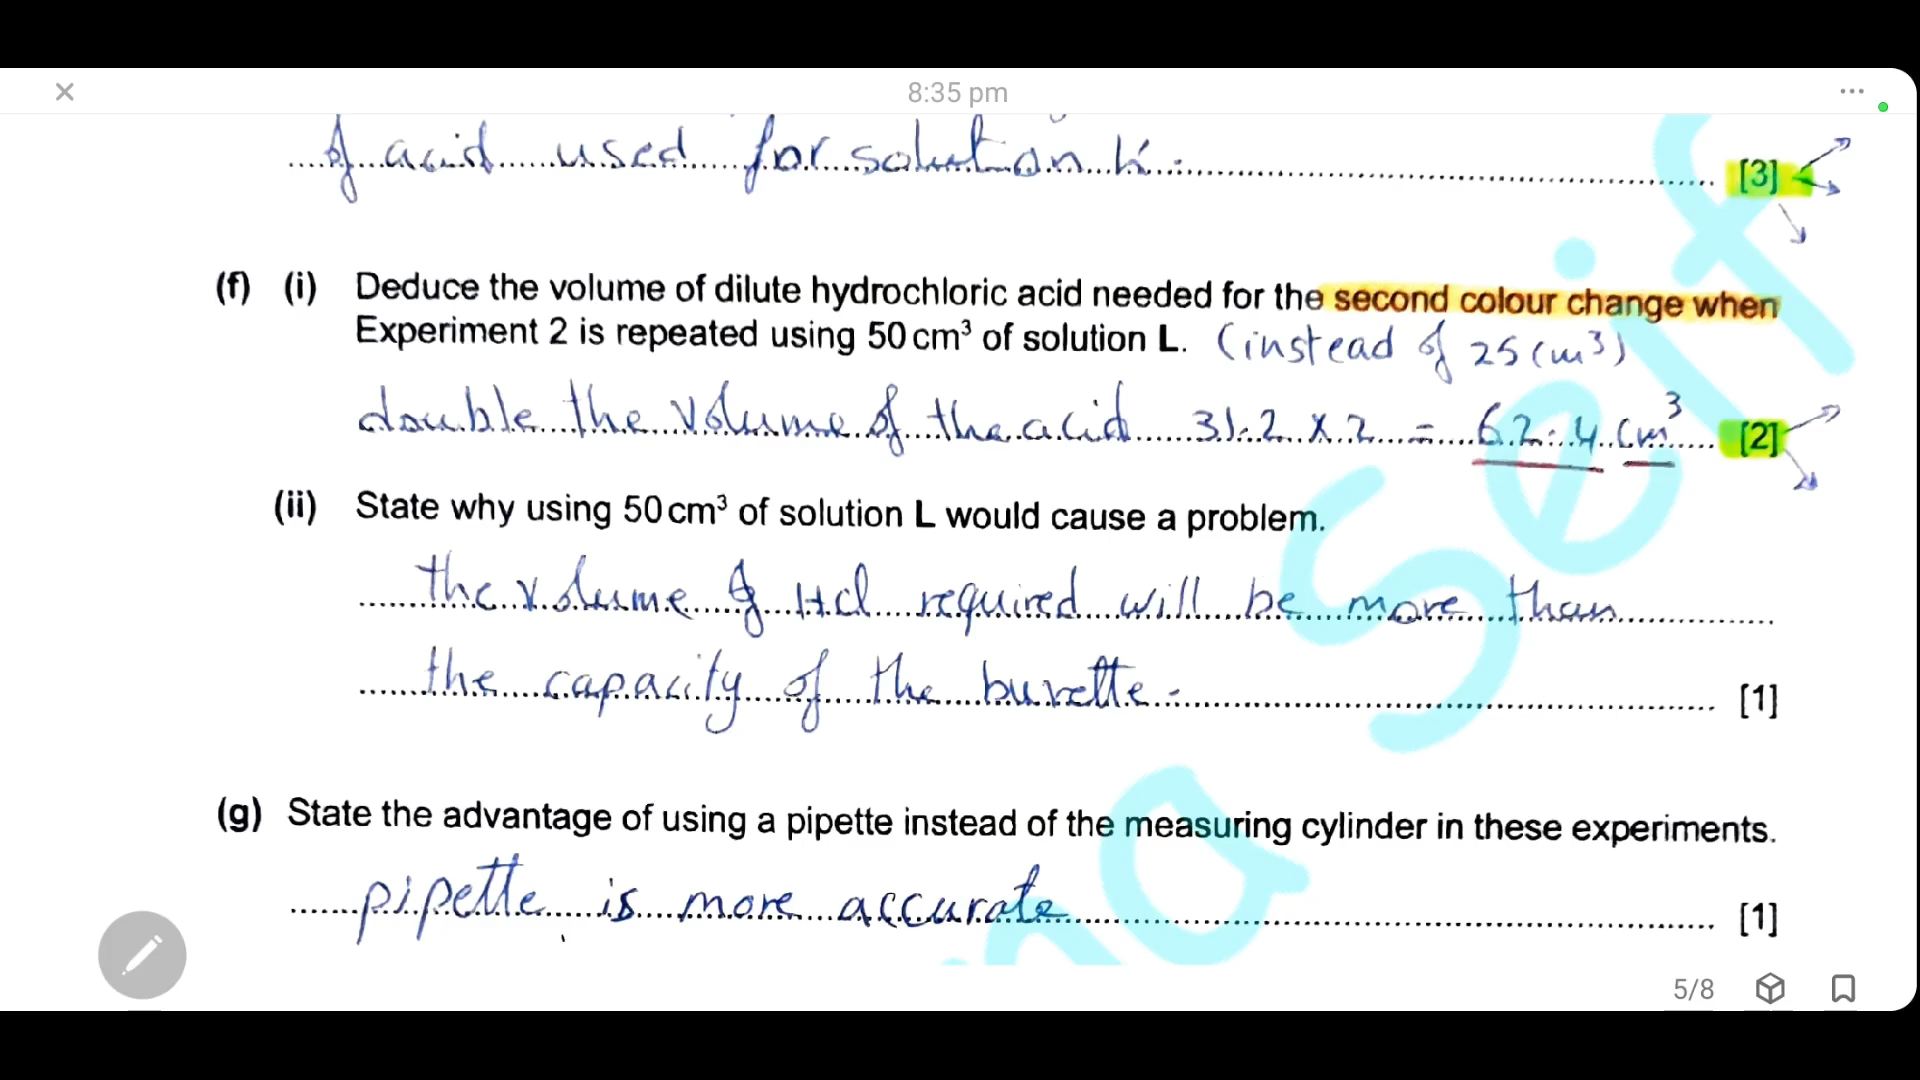 8:35 pm
of acid used for solution K.
[3]
(f) (i) Deduce the volume of dilute hydrochloric acid needed for the second colour change when
Experiment 2 is repeated using 50 cm³ of solution L. (instead of 25 cm³)
double the volume of the acid 31.2 x 2 = 62.4 cm³ [2]
(ii) State why using 50 cm³ of solution L would cause a problem.
the volume of HCl required will be more than
the capacity of the burette. [1]
(g) State the advantage of using a pipette instead of the measuring cylinder in these experiments.
pipette is more accurate [1]
5/8